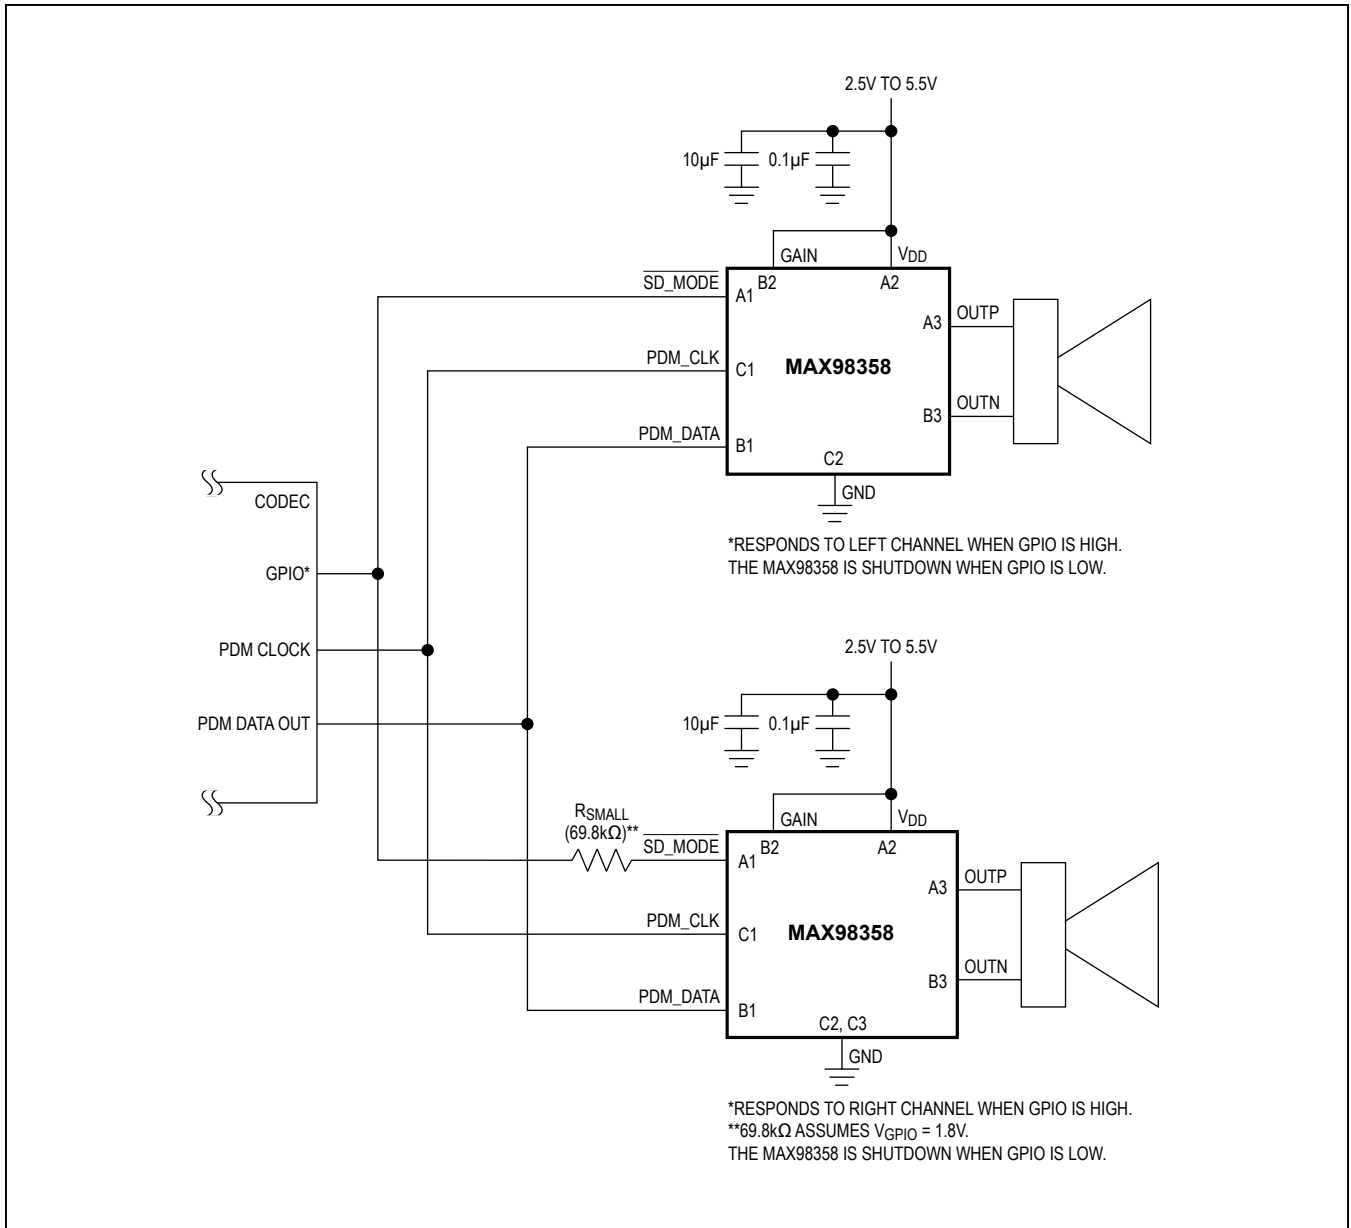 2.5V TO 5.5V
10µF
0.1µF
GAIN
VDD
SD_MODE
B2
A2
A1
A3
OUTP
PDM_CLK
C1
MAX98358
B3
OUTN
PDM_DATA
B1
C2
GND
CODEC
*RESPONDS TO LEFT CHANNEL WHEN GPIO IS HIGH.
THE MAX98358 IS SHUTDOWN WHEN GPIO IS LOW.
GPIO*
PDM CLOCK
PDM DATA OUT
2.5V TO 5.5V
10µF
0.1µF
RSMALL
(69.8kΩ)**
GAIN
VDD
SD_MODE
B2
A2
A1
A3
OUTP
PDM_CLK
C1
MAX98358
B3
OUTN
PDM_DATA
B1
C2, C3
GND
*RESPONDS TO RIGHT CHANNEL WHEN GPIO IS HIGH.
**69.8kΩ ASSUMES VGPIO = 1.8V.
THE MAX98358 IS SHUTDOWN WHEN GPIO IS LOW.